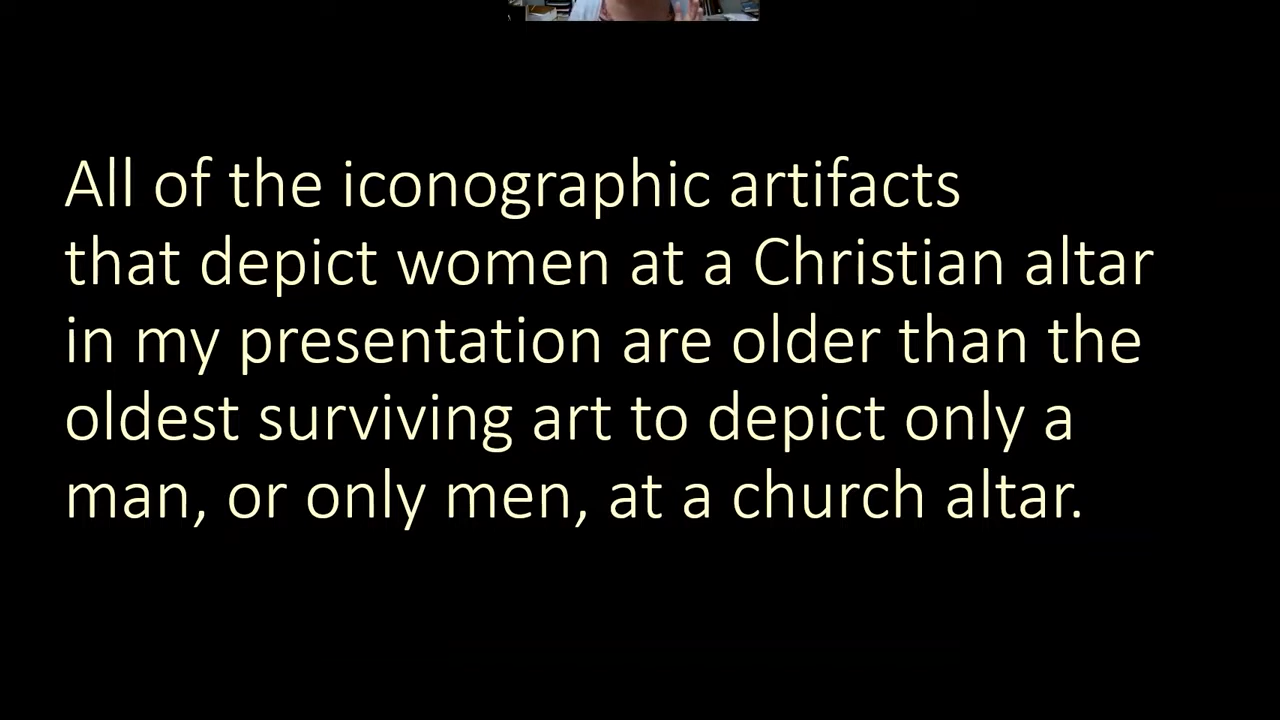 All of the iconographic artifacts
that depict women at a Christian altar
in my presentation are older than the
oldest surviving art to depict only a
man, or only men, at a church altar.